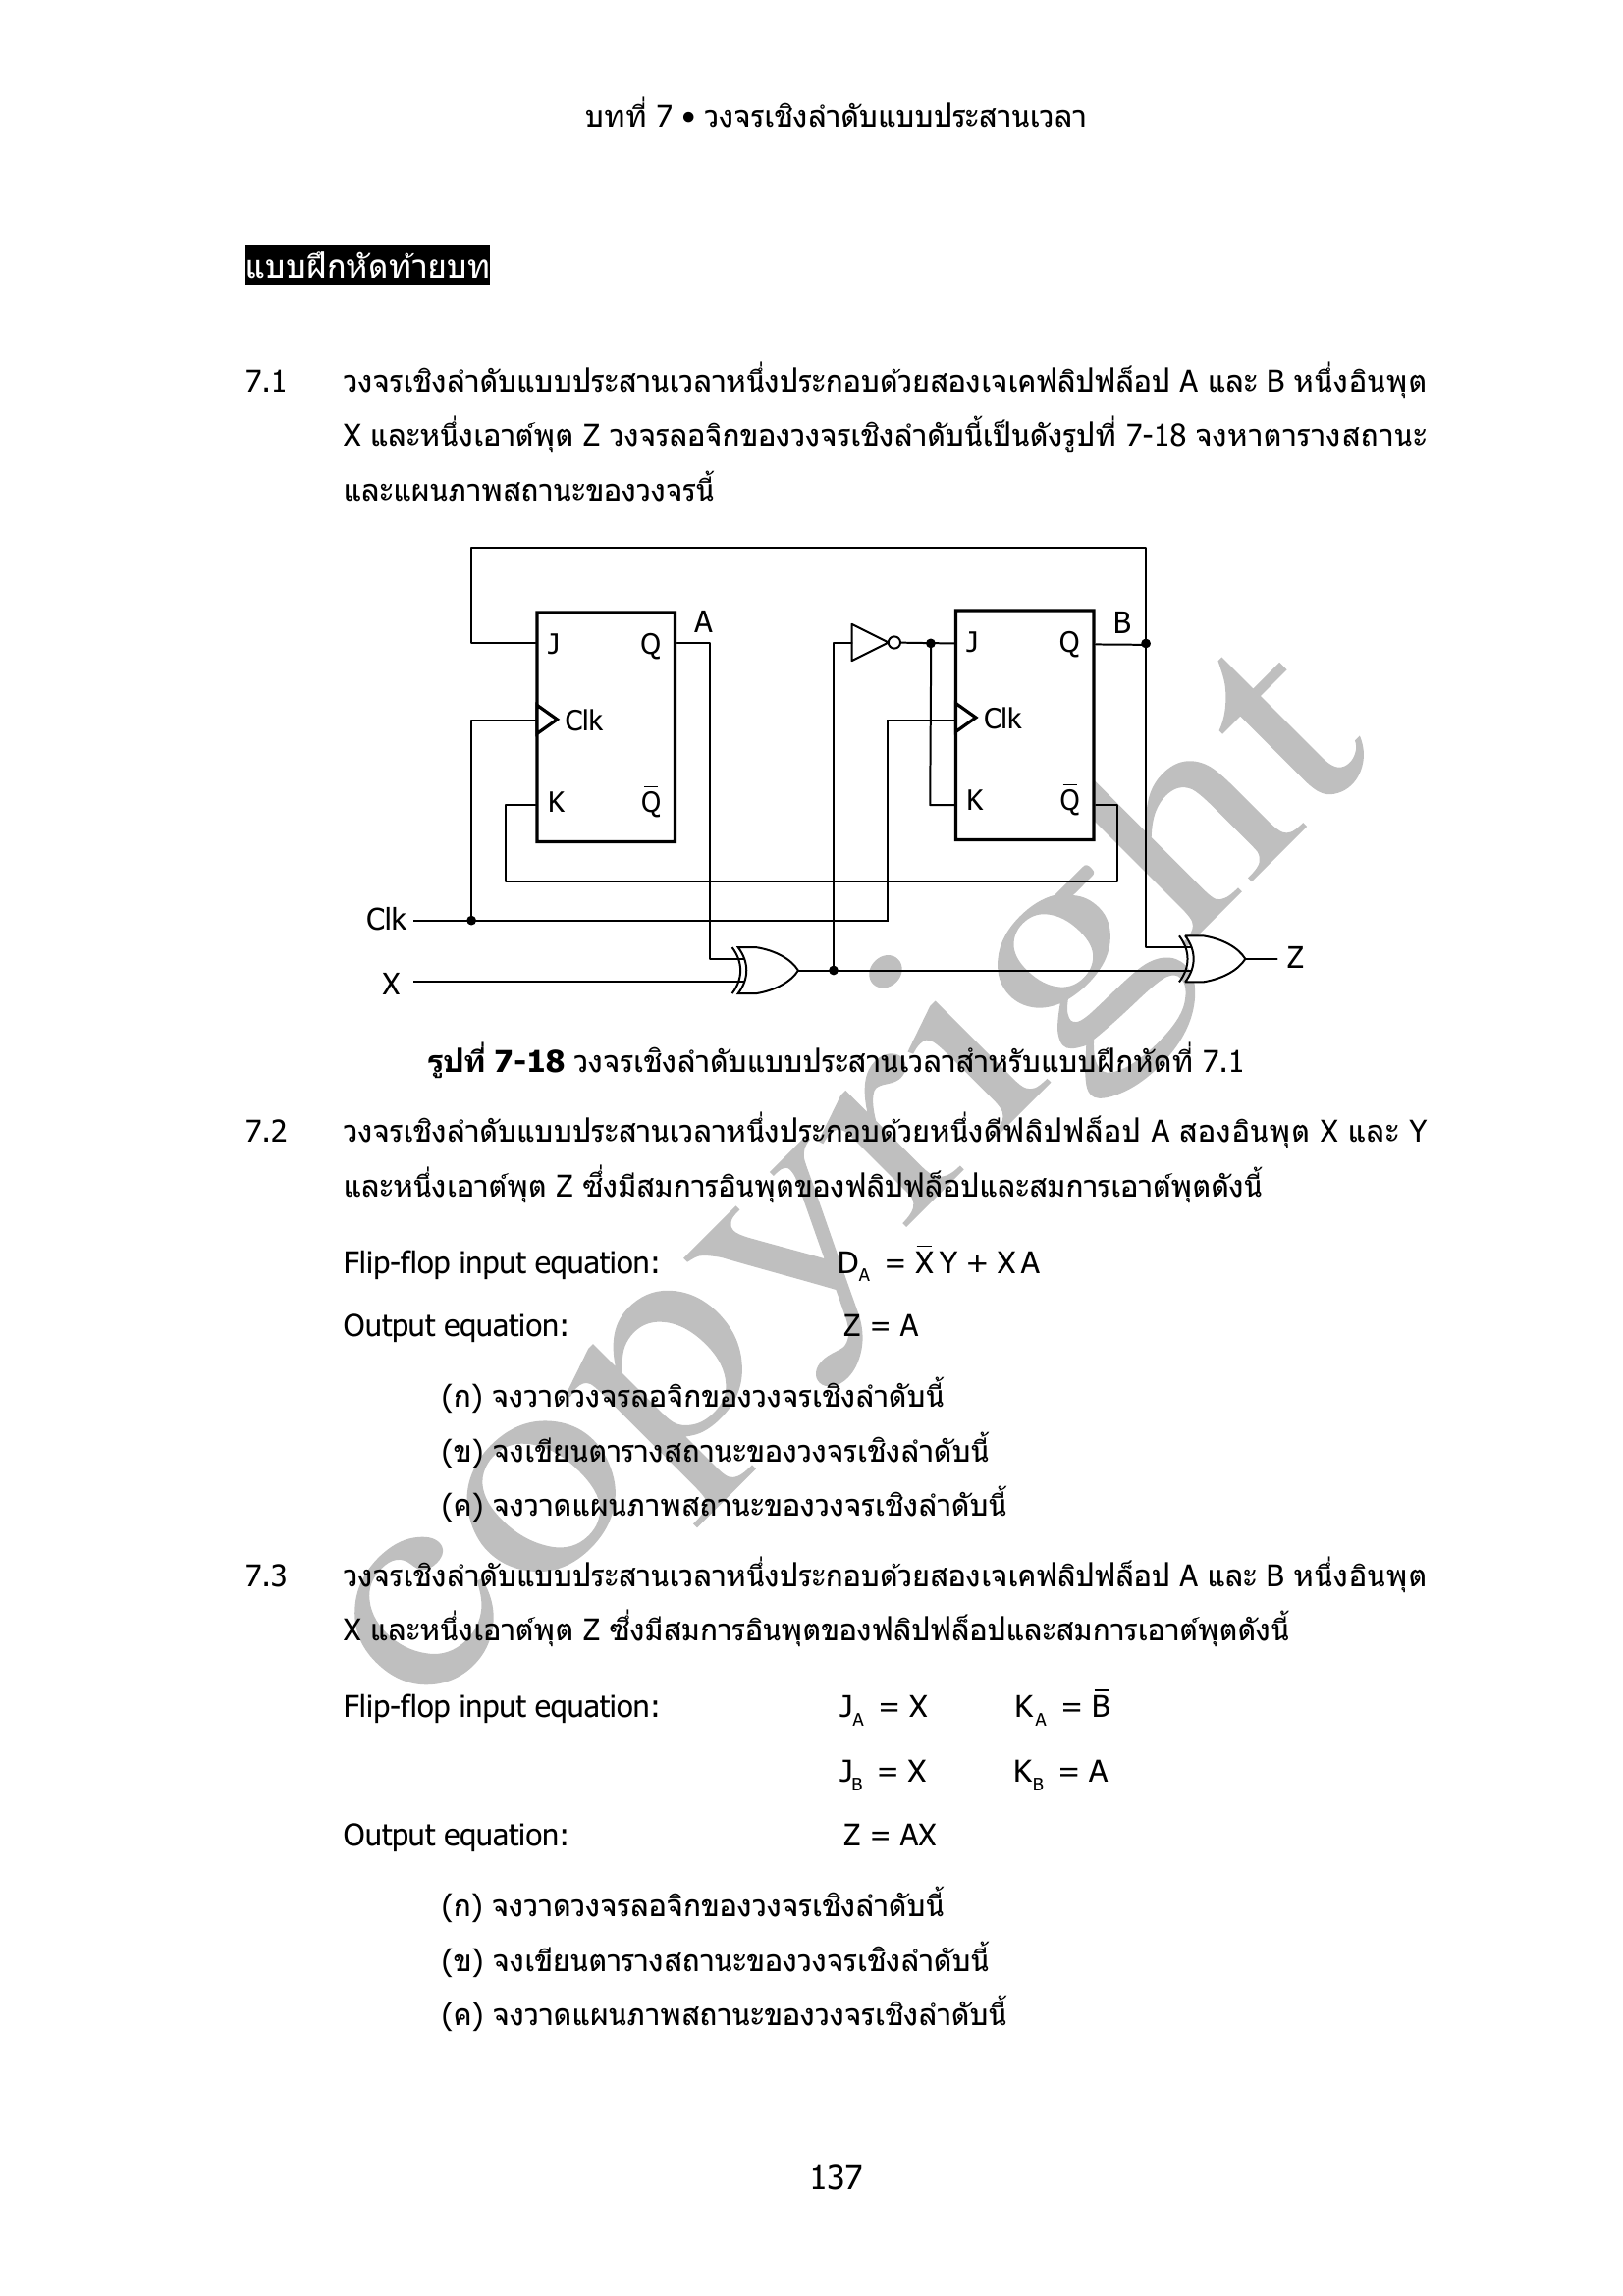 บทที่ 7 • วงจรเชิงลำดับแบบประสานเวลา
แบบฝึกหัดท้ายบท
7.1 วงจรเชิงลำดับแบบประสานเวลาหนึ่งประกอบด้วยสองเจเคฟลิปฟล็อป A และ B หนึ่งอินพุต
X และหนึ่งเอาต์พุต Z วงจรลอจิกของวงจรเชิงลำดับนี้เป็นดังรูปที่ 7-18 จงหาตารางสถานะ
และแผนภาพสถานะของวงจรนี้
J Q A
Clk
K Q̅
J Q B
Clk
K Q̅
Clk
X
Z
รูปที่ 7-18 วงจรเชิงลำดับแบบประสานเวลาสำหรับแบบฝึกหัดที่ 7.1
7.2 วงจรเชิงลำดับแบบประสานเวลาหนึ่งประกอบด้วยหนึ่งดีฟลิปฟล็อป A สองอินพุต X และ Y
และหนึ่งเอาต์พุต Z ซึ่งมีสมการอินพุตของฟลิปฟล็อปและสมการเอาต์พุตดังนี้
Flip-flop input equation: D_A = X̅ Y + X A
Output equation: Z = A
(ก) จงวาดวงจรลอจิกของวงจรเชิงลำดับนี้
(ข) จงเขียนตารางสถานะของวงจรเชิงลำดับนี้
(ค) จงวาดแผนภาพสถานะของวงจรเชิงลำดับนี้
7.3 วงจรเชิงลำดับแบบประสานเวลาหนึ่งประกอบด้วยสองเจเคฟลิปฟล็อป A และ B หนึ่งอินพุต
X และหนึ่งเอาต์พุต Z ซึ่งมีสมการอินพุตของฟลิปฟล็อปและสมการเอาต์พุตดังนี้
Flip-flop input equation: J_A = X K_A = B̅
J_B = X K_B = A
Output equation: Z = AX
(ก) จงวาดวงจรลอจิกของวงจรเชิงลำดับนี้
(ข) จงเขียนตารางสถานะของวงจรเชิงลำดับนี้
(ค) จงวาดแผนภาพสถานะของวงจรเชิงลำดับนี้
copyright
137